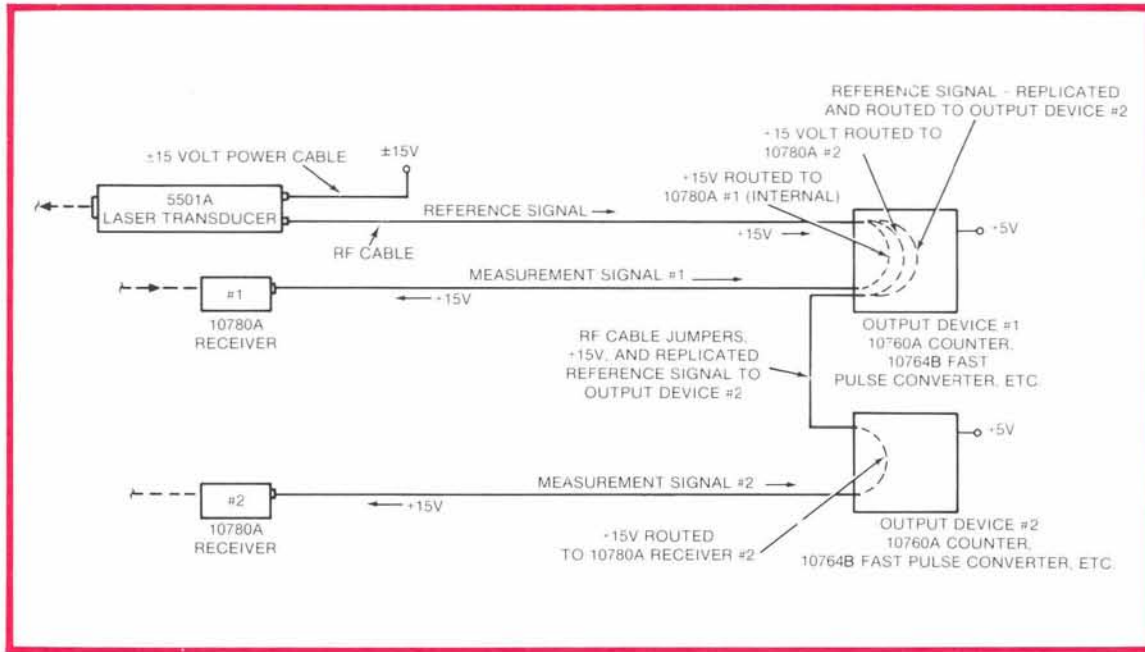 REFERENCE SIGNAL - REPLICATED
AND ROUTED TO OUTPUT DEVICE #2
+15 VOLT ROUTED TO
10780A #2
±15 VOLT POWER CABLE
±15V
+15V ROUTED TO
10780A #1 (INTERNAL)
5501A
LASER TRANSDUCER
REFERENCE SIGNAL
+15V
+5V
RF CABLE
MEASUREMENT SIGNAL #1
#1
+15V
10780A
RECEIVER
OUTPUT DEVICE #1
10760A COUNTER,
10764B FAST
PULSE CONVERTER, ETC.
RF CABLE JUMPERS,
+15V, AND REPLICATED
REFERENCE SIGNAL TO
OUTPUT DEVICE #2
+5V
MEASUREMENT SIGNAL #2
#2
+15V
10780A
RECEIVER
OUTPUT DEVICE #2
10760A COUNTER,
10764B FAST PULSE CONVERTER, ETC.
+15V ROUTED
TO 10780A RECEIVER #2